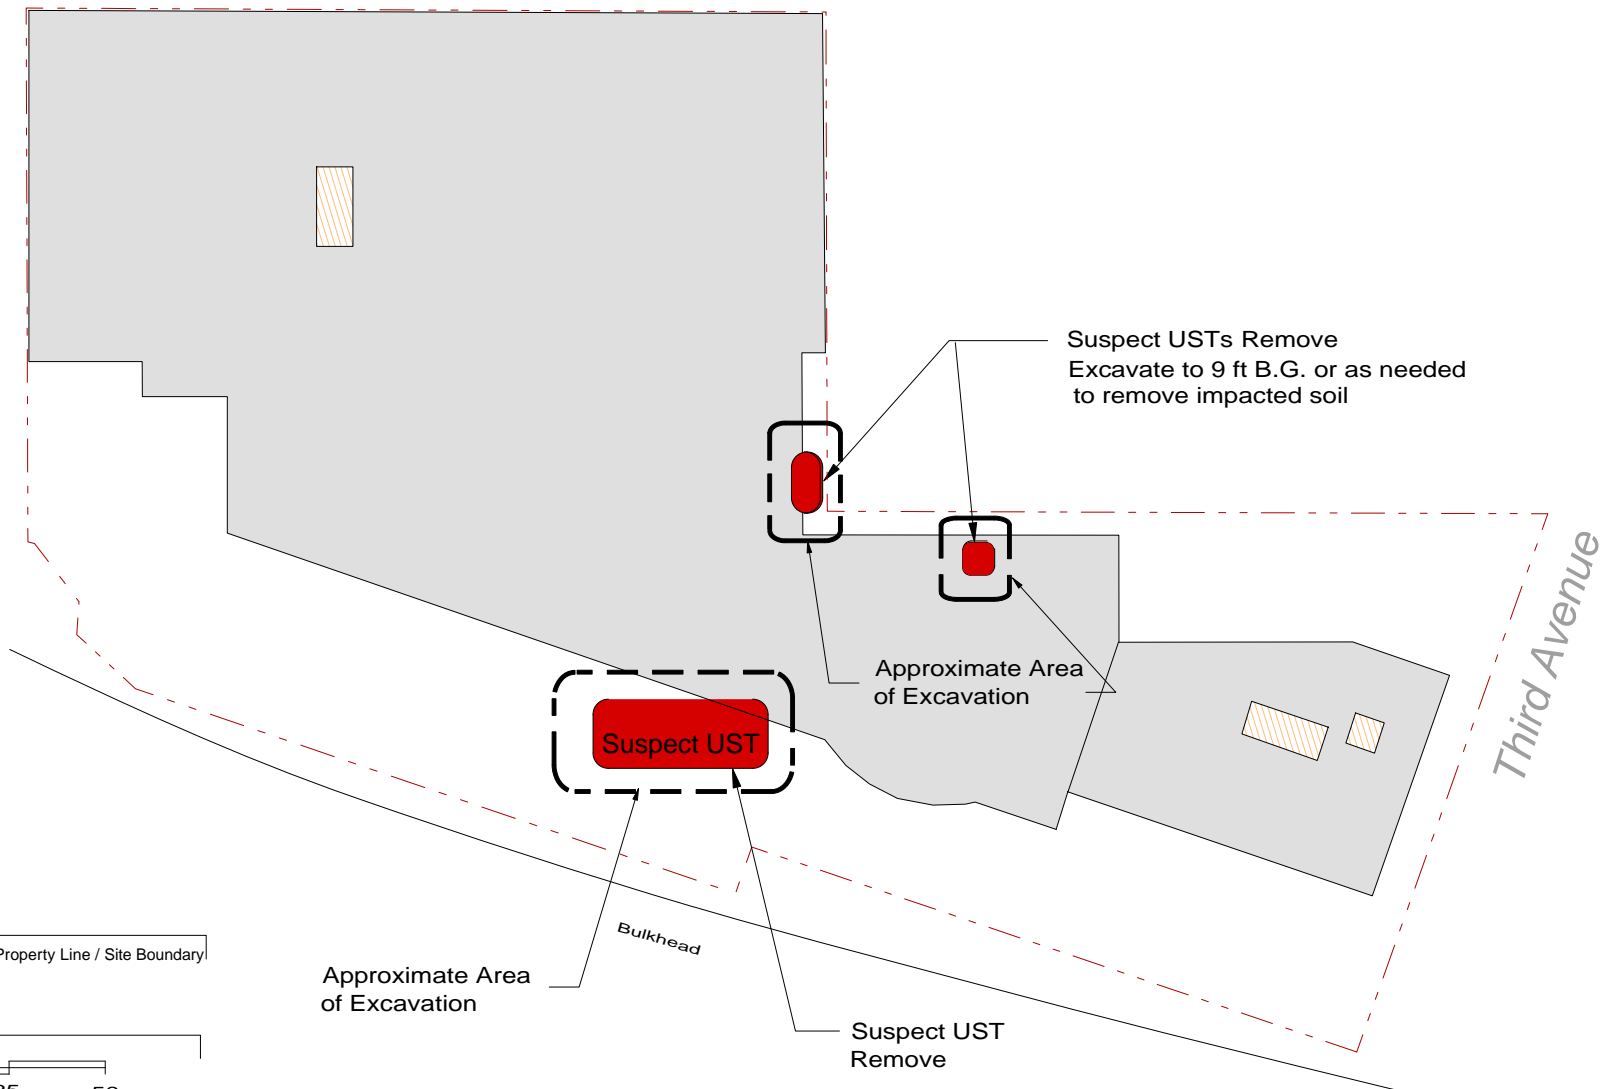 Suspect USTs Remove
Excavate to 9 ft B.G. or as needed
to remove impacted soil
Third Avenue
Approximate Area
of Excavation
Suspect UST
Bulkhead
Property Line / Site Boundary
Approximate Area
of Excavation
Suspect UST
Remove